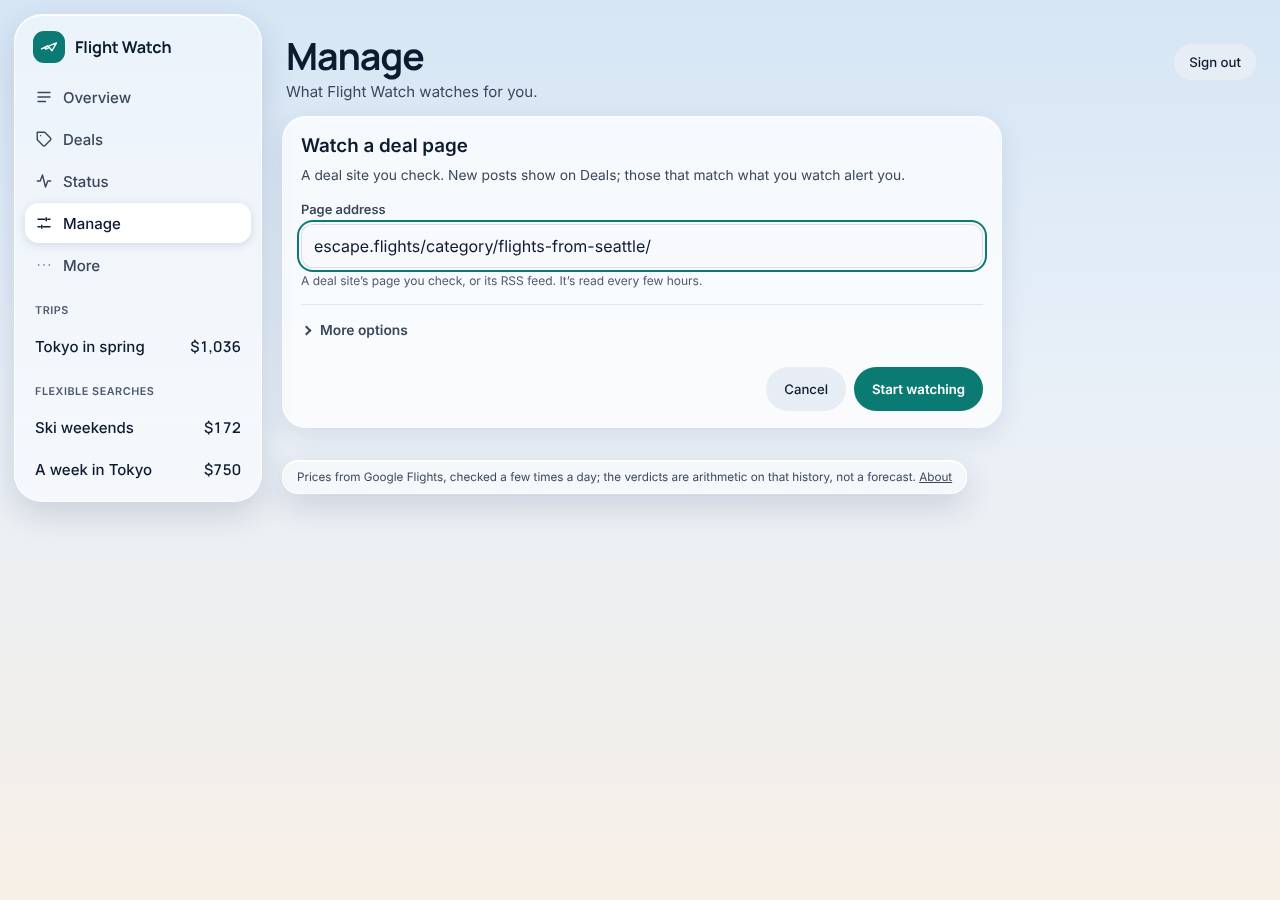 Flight Watch
Overview
Deals
Status
Manage
More
TRIPS
Tokyo in spring $1,036
FLEXIBLE SEARCHES
Ski weekends $172
A week in Tokyo $750
Manage
What Flight Watch watches for you.
Sign out
Watch a deal page
A deal site you check. New posts show on Deals; those that match what you watch alert you.
Page address
escape.flights/category/flights-from-seattle/
A deal site’s page you check, or its RSS feed. It’s read every few hours.
More options
Cancel
Start watching
Prices from Google Flights, checked a few times a day; the verdicts are arithmetic on that history, not a forecast. About